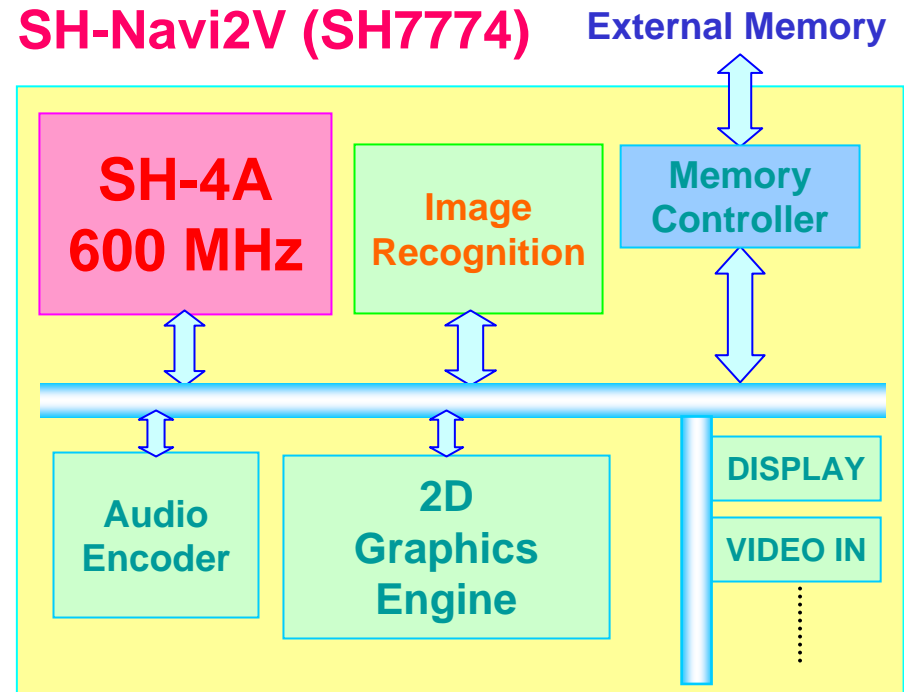 SH-Navi2V (SH7774)
External Memory
SH-4A
600 MHz
Image
Recognition
Memory
Controller
Audio
Encoder
2D
Graphics
Engine
DISPLAY
VIDEO IN